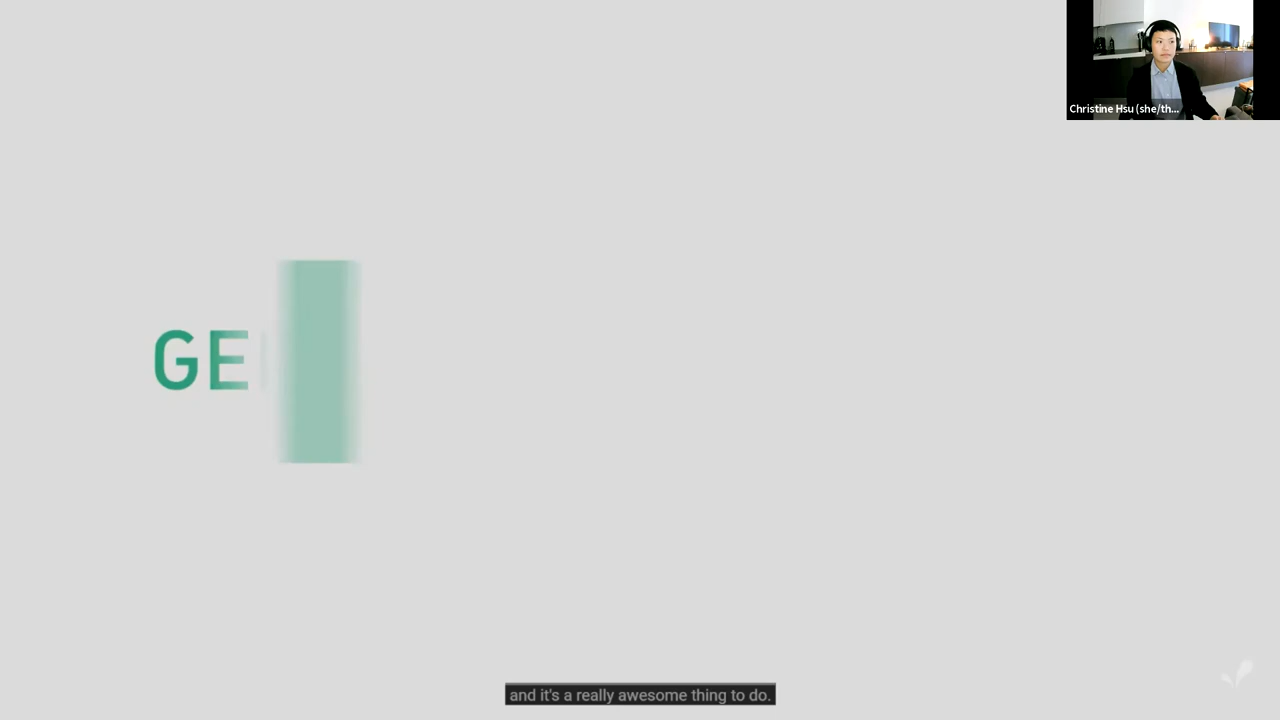 Christine Hsu (she/th...
GE
and it's a really awesome thing to do.